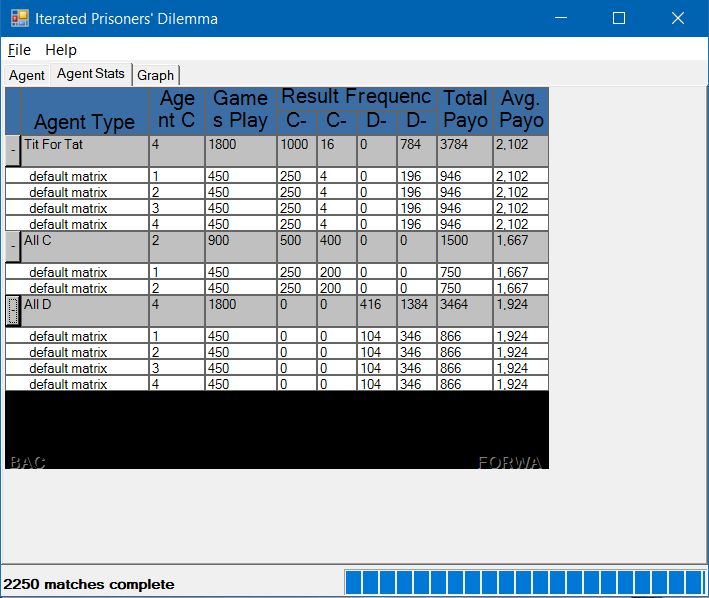 Iterated Prisoners' Dilemma
File Help
Agent Agent Stats Graph
Agent Type Age nt C Game s Play Result Frequenc C- C- D- D- Total Payo Avg. Payo
- Tit For Tat 4 1800 1000 16 0 784 3784 2,102
default matrix 1 450 250 4 0 196 946 2,102
default matrix 2 450 250 4 0 196 946 2,102
default matrix 3 450 250 4 0 196 946 2,102
default matrix 4 450 250 4 0 196 946 2,102
- All C 2 900 500 400 0 0 1500 1,667
default matrix 1 450 250 200 0 0 750 1,667
default matrix 2 450 250 200 0 0 750 1,667
- All D 4 1800 0 0 416 1384 3464 1,924
default matrix 1 450 0 0 104 346 866 1,924
default matrix 2 450 0 0 104 346 866 1,924
default matrix 3 450 0 0 104 346 866 1,924
default matrix 4 450 0 0 104 346 866 1,924
BAC FORWA
2250 matches complete